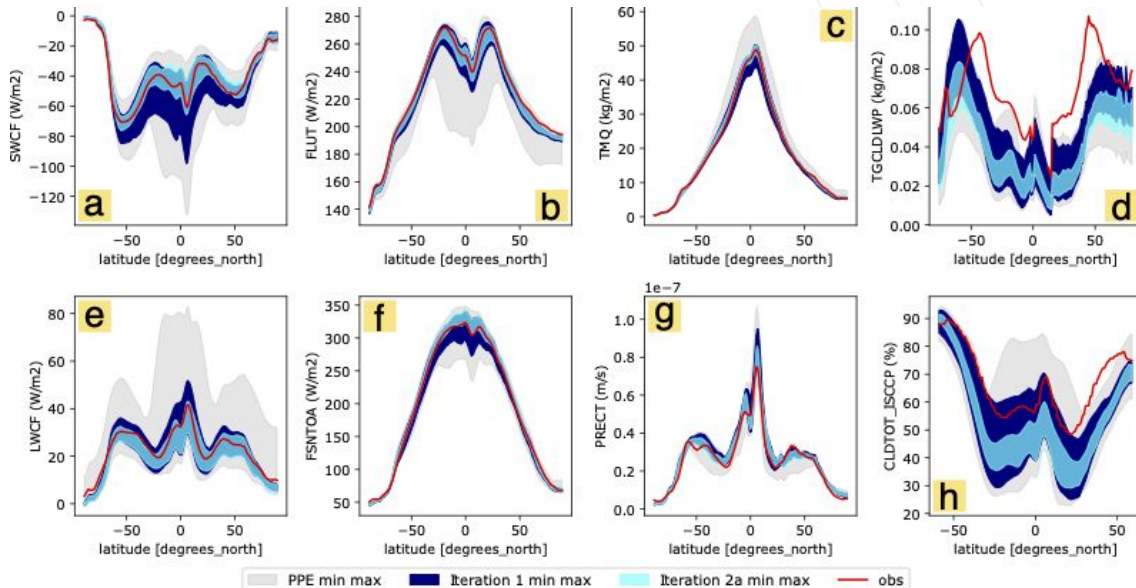 SWCF (W/m2)
0
−20
−40
−60
−80
−100
−120
a
−50 0 50
latitude [degrees_north]
FLUT (W/m2)
280
260
240
220
200
180
160
140
b
−50 0 50
latitude [degrees_north]
TMQ (kg/m2)
60
50
40
30
20
10
0
c
−50 0 50
latitude [degrees_north]
TGCLDLWP (kg/m2)
0.10
0.08
0.06
0.04
0.02
0.00
d
−50 0 50
latitude [degrees_north]
LWCF (W/m2)
80
60
40
20
0
e
−50 0 50
latitude [degrees_north]
FSNTOA (W/m2)
350
300
250
200
150
100
50
f
−50 0 50
latitude [degrees_north]
1e-7
PRECT (m/s)
1.0
0.8
0.6
0.4
0.2
0.0
g
−50 0 50
latitude [degrees_north]
CLDTOT_ISCCP (%)
90
80
70
60
50
40
30
20
h
−50 0 50
latitude [degrees_north]
PPE min max Iteration 1 min max Iteration 2a min max obs